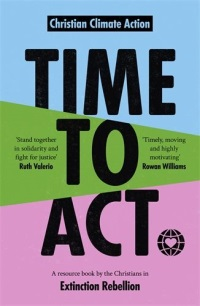 Christian Climate Action
TIME
TO
ACT
'Stand together
in solidarity and
fight for justice'
Ruth Valerio
'Timely, moving
and highly
motivating'
Rowan Williams
A resource book by the Christians in
Extinction Rebellion